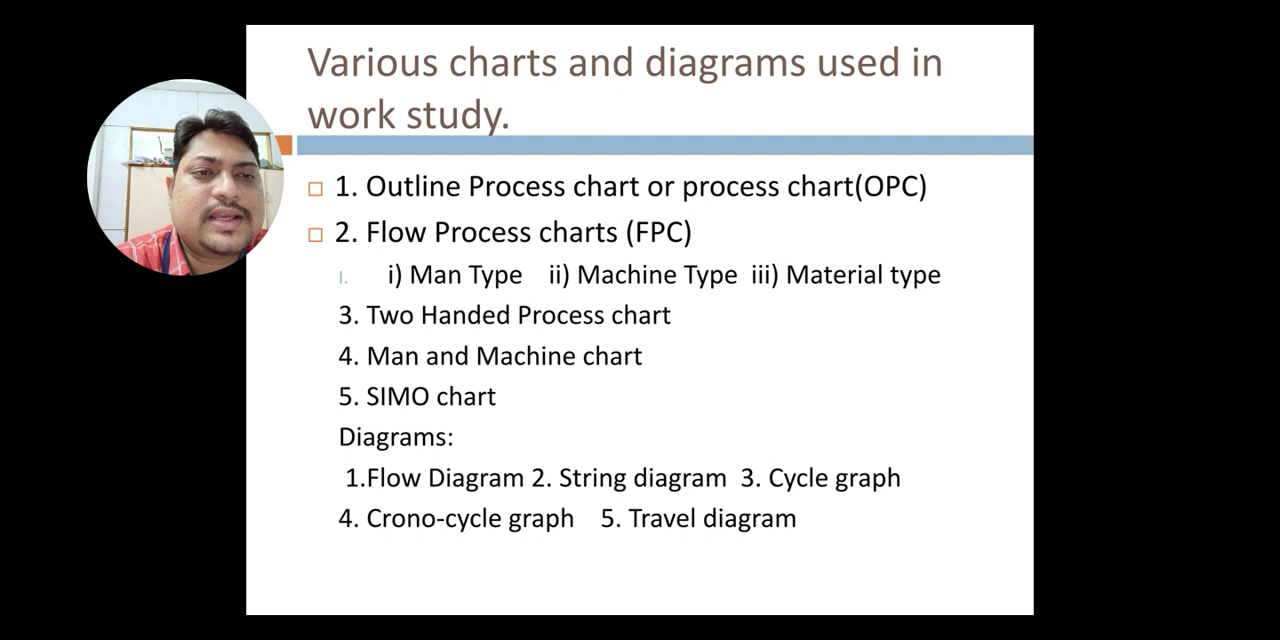 Various charts and diagrams used in
work study.
1. Outline Process chart or process chart(OPC)
2. Flow Process charts (FPC)
I. i) Man Type ii) Machine Type iii) Material type
3. Two Handed Process chart
4. Man and Machine chart
5. SIMO chart
Diagrams:
1.Flow Diagram 2. String diagram 3. Cycle graph
4. Crono-cycle graph 5. Travel diagram